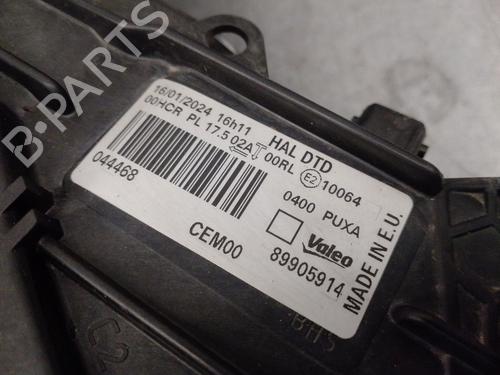 16/01/2024 16h11 HAL DTD
00HCR PL 17.5 02A 00RL E2 10064
0400 PUXA
044468
CEM00
Valeo
89905914
MADE IN E.U.
C2